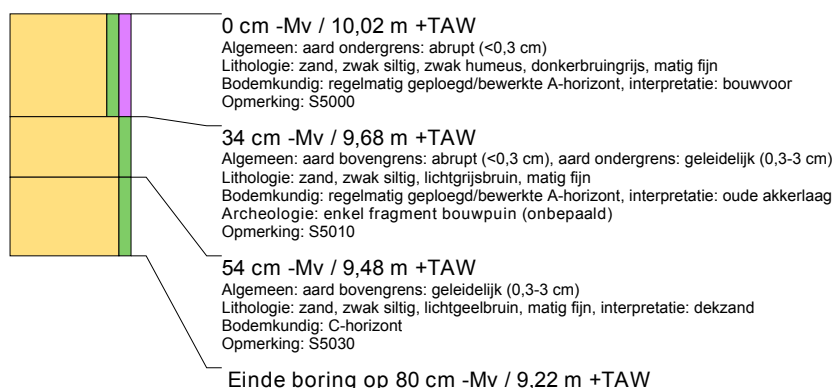 0 cm -Mv / 10,02 m +TAW
Algemeen: aard ondergrens: abrupt (<0,3 cm)
Lithologie: zand, zwak siltig, zwak humeus, donkerbruingrijs, matig fijn
Bodemkundig: regelmatig geploegd/bewerkte A-horizont, interpretatie: bouwvoor
Opmerking: S5000
34 cm -Mv / 9,68 m +TAW
Algemeen: aard bovengrens: abrupt (<0,3 cm), aard ondergrens: geleidelijk (0,3-3 cm)
Lithologie: zand, zwak siltig, lichtgrijsbruin, matig fijn
Bodemkundig: regelmatig geploegd/bewerkte A-horizont, interpretatie: oude akkerlaag
Archeologie: enkel fragment bouwpuin (onbepaald)
Opmerking: S5010
54 cm -Mv / 9,48 m +TAW
Algemeen: aard bovengrens: geleidelijk (0,3-3 cm)
Lithologie: zand, zwak siltig, lichtgeelbruin, matig fijn, interpretatie: dekzand
Bodemkundig: C-horizont
Opmerking: S5030
Einde boring op 80 cm -Mv / 9,22 m +TAW